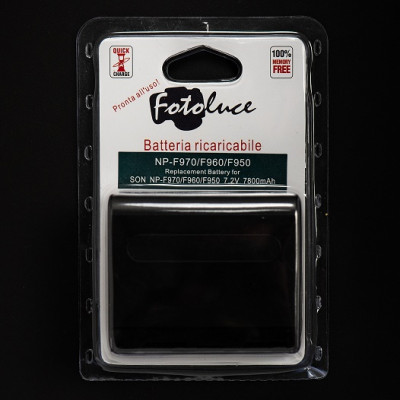 QUICK
CHARGE
100%
MEMORY
FREE
Pronta all'uso!
Fotoluce
Batteria ricaricabile
NP-F970/F960/F950
Replacement Battery for
SON NP-F970/F960/F950 7.2V 7800mAh